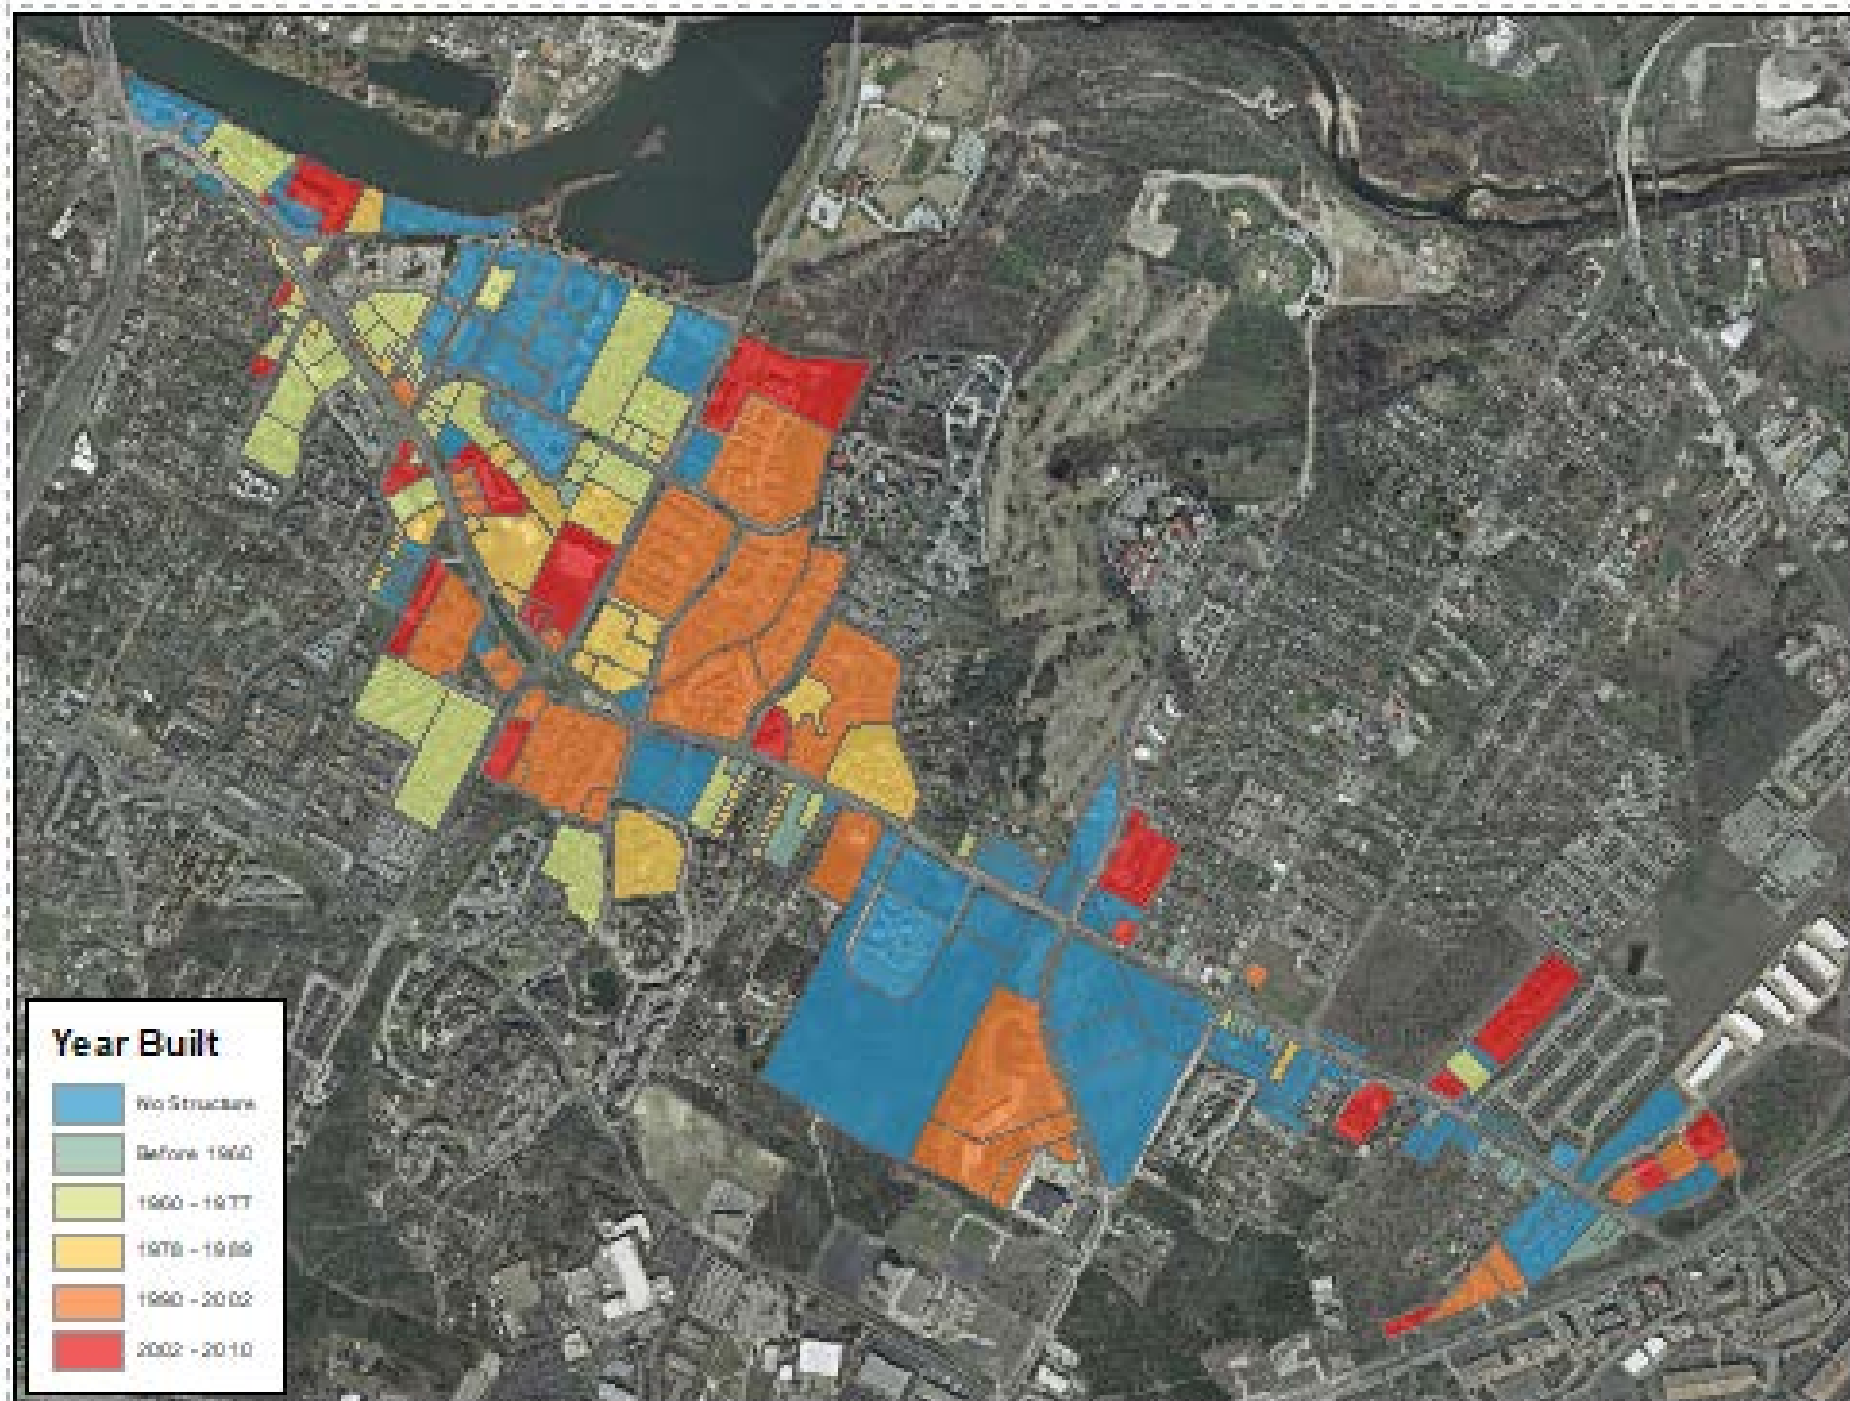 Year Built
No Structure
Before 1960
1960 - 1977
1978 - 1989
1990 - 2002
2002 - 2010